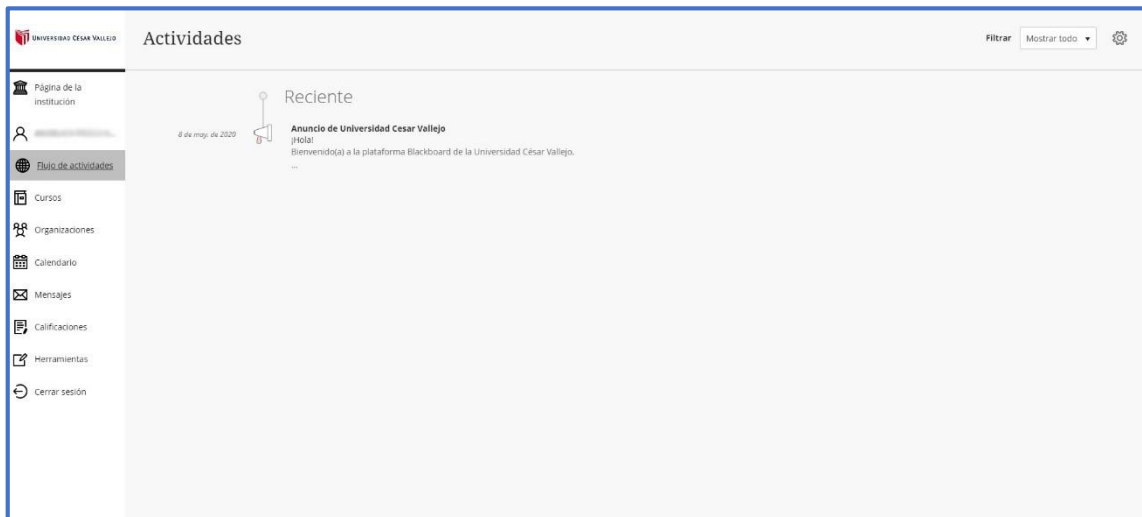 UNIVERSIDAD CÉSAR VALLEJO
Actividades
Filtrar
Mostrar todo
Página de la
institución
Flujo de actividades
Cursos
Organizaciones
Calendario
Mensajes
Calificaciones
Herramientas
Cerrar sesión
Reciente
8 de may. de 2020
Anuncio de Universidad Cesar Vallejo
¡Hola!
Bienvenido(a) a la plataforma Blackboard de la Universidad César Vallejo.
...